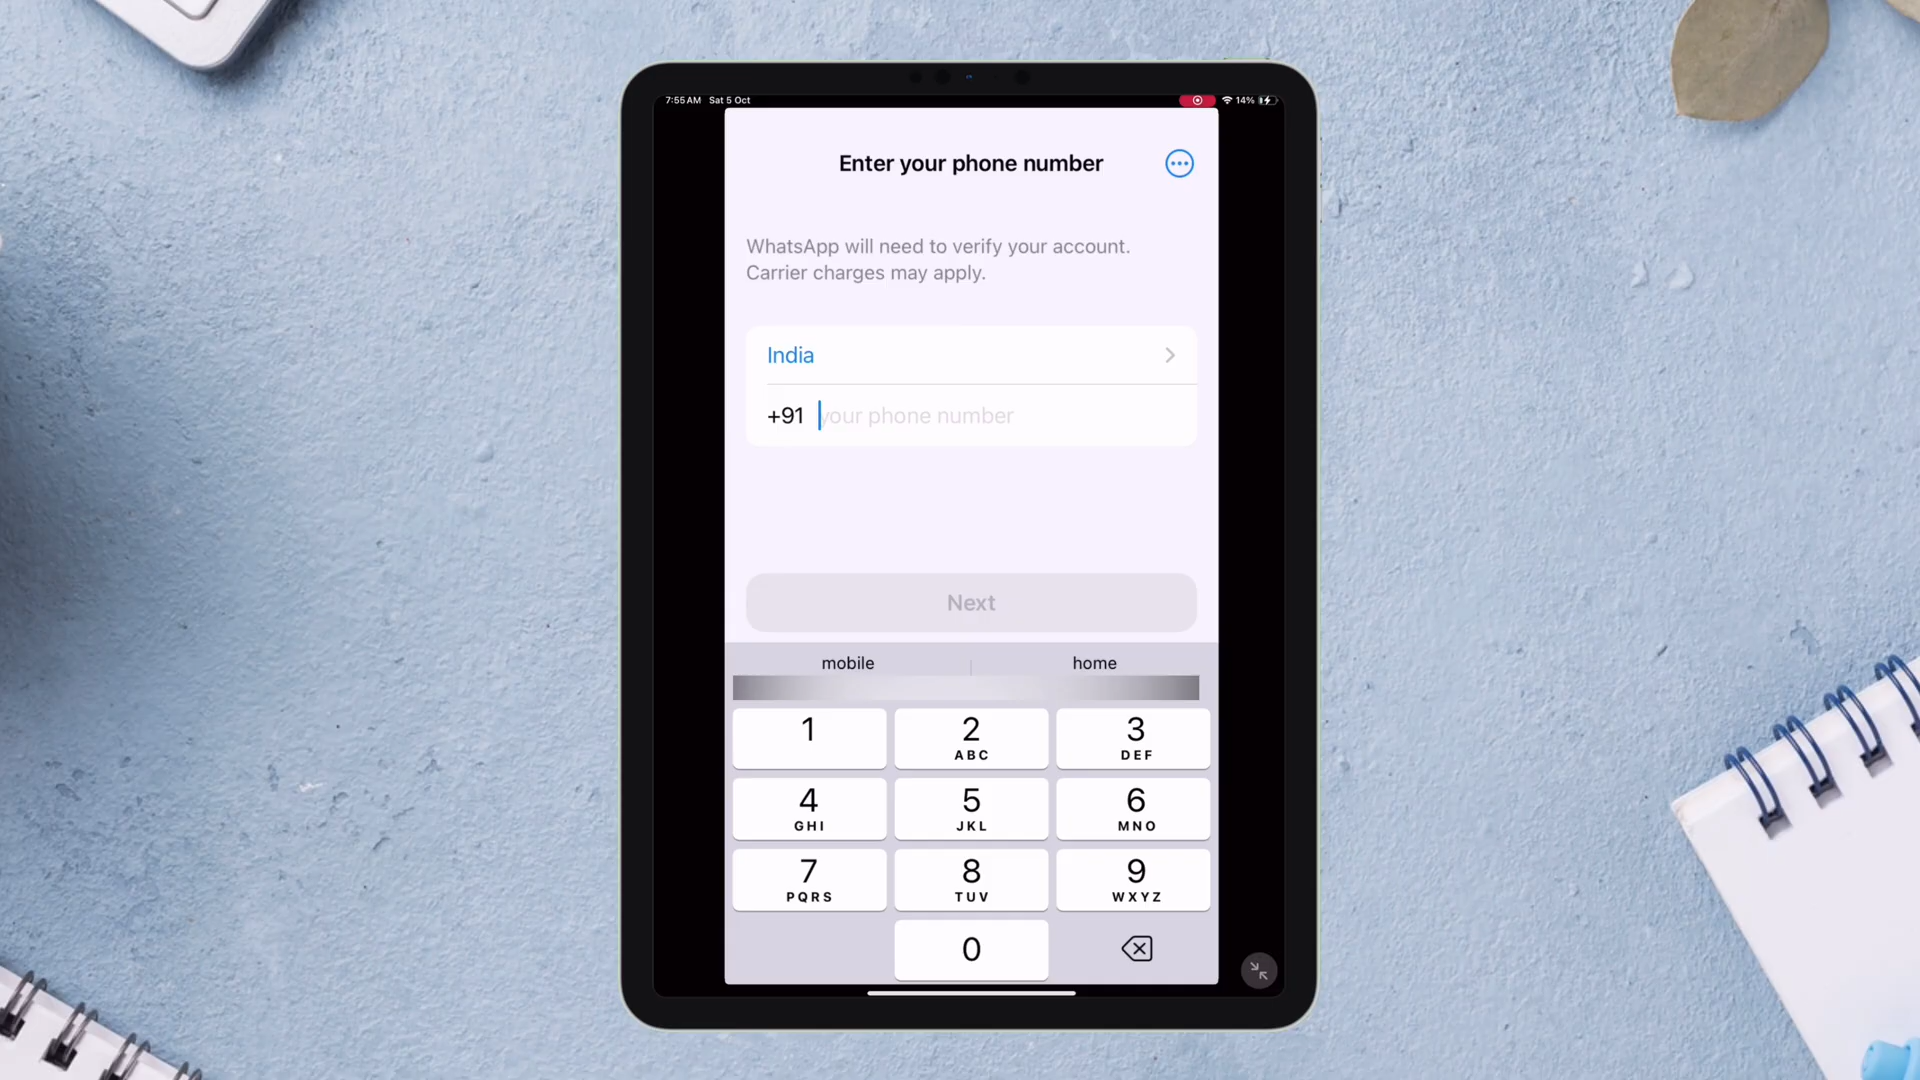 7:55 AM Sat 5 Oct 14%
Enter your phone number
WhatsApp will need to verify your account.
Carrier charges may apply.
India
+91 your phone number
Next
mobile home
1 2 3
ABC DEF
4 5 6
GHI JKL MNO
7 8 9
PQRS TUV WXYZ
0